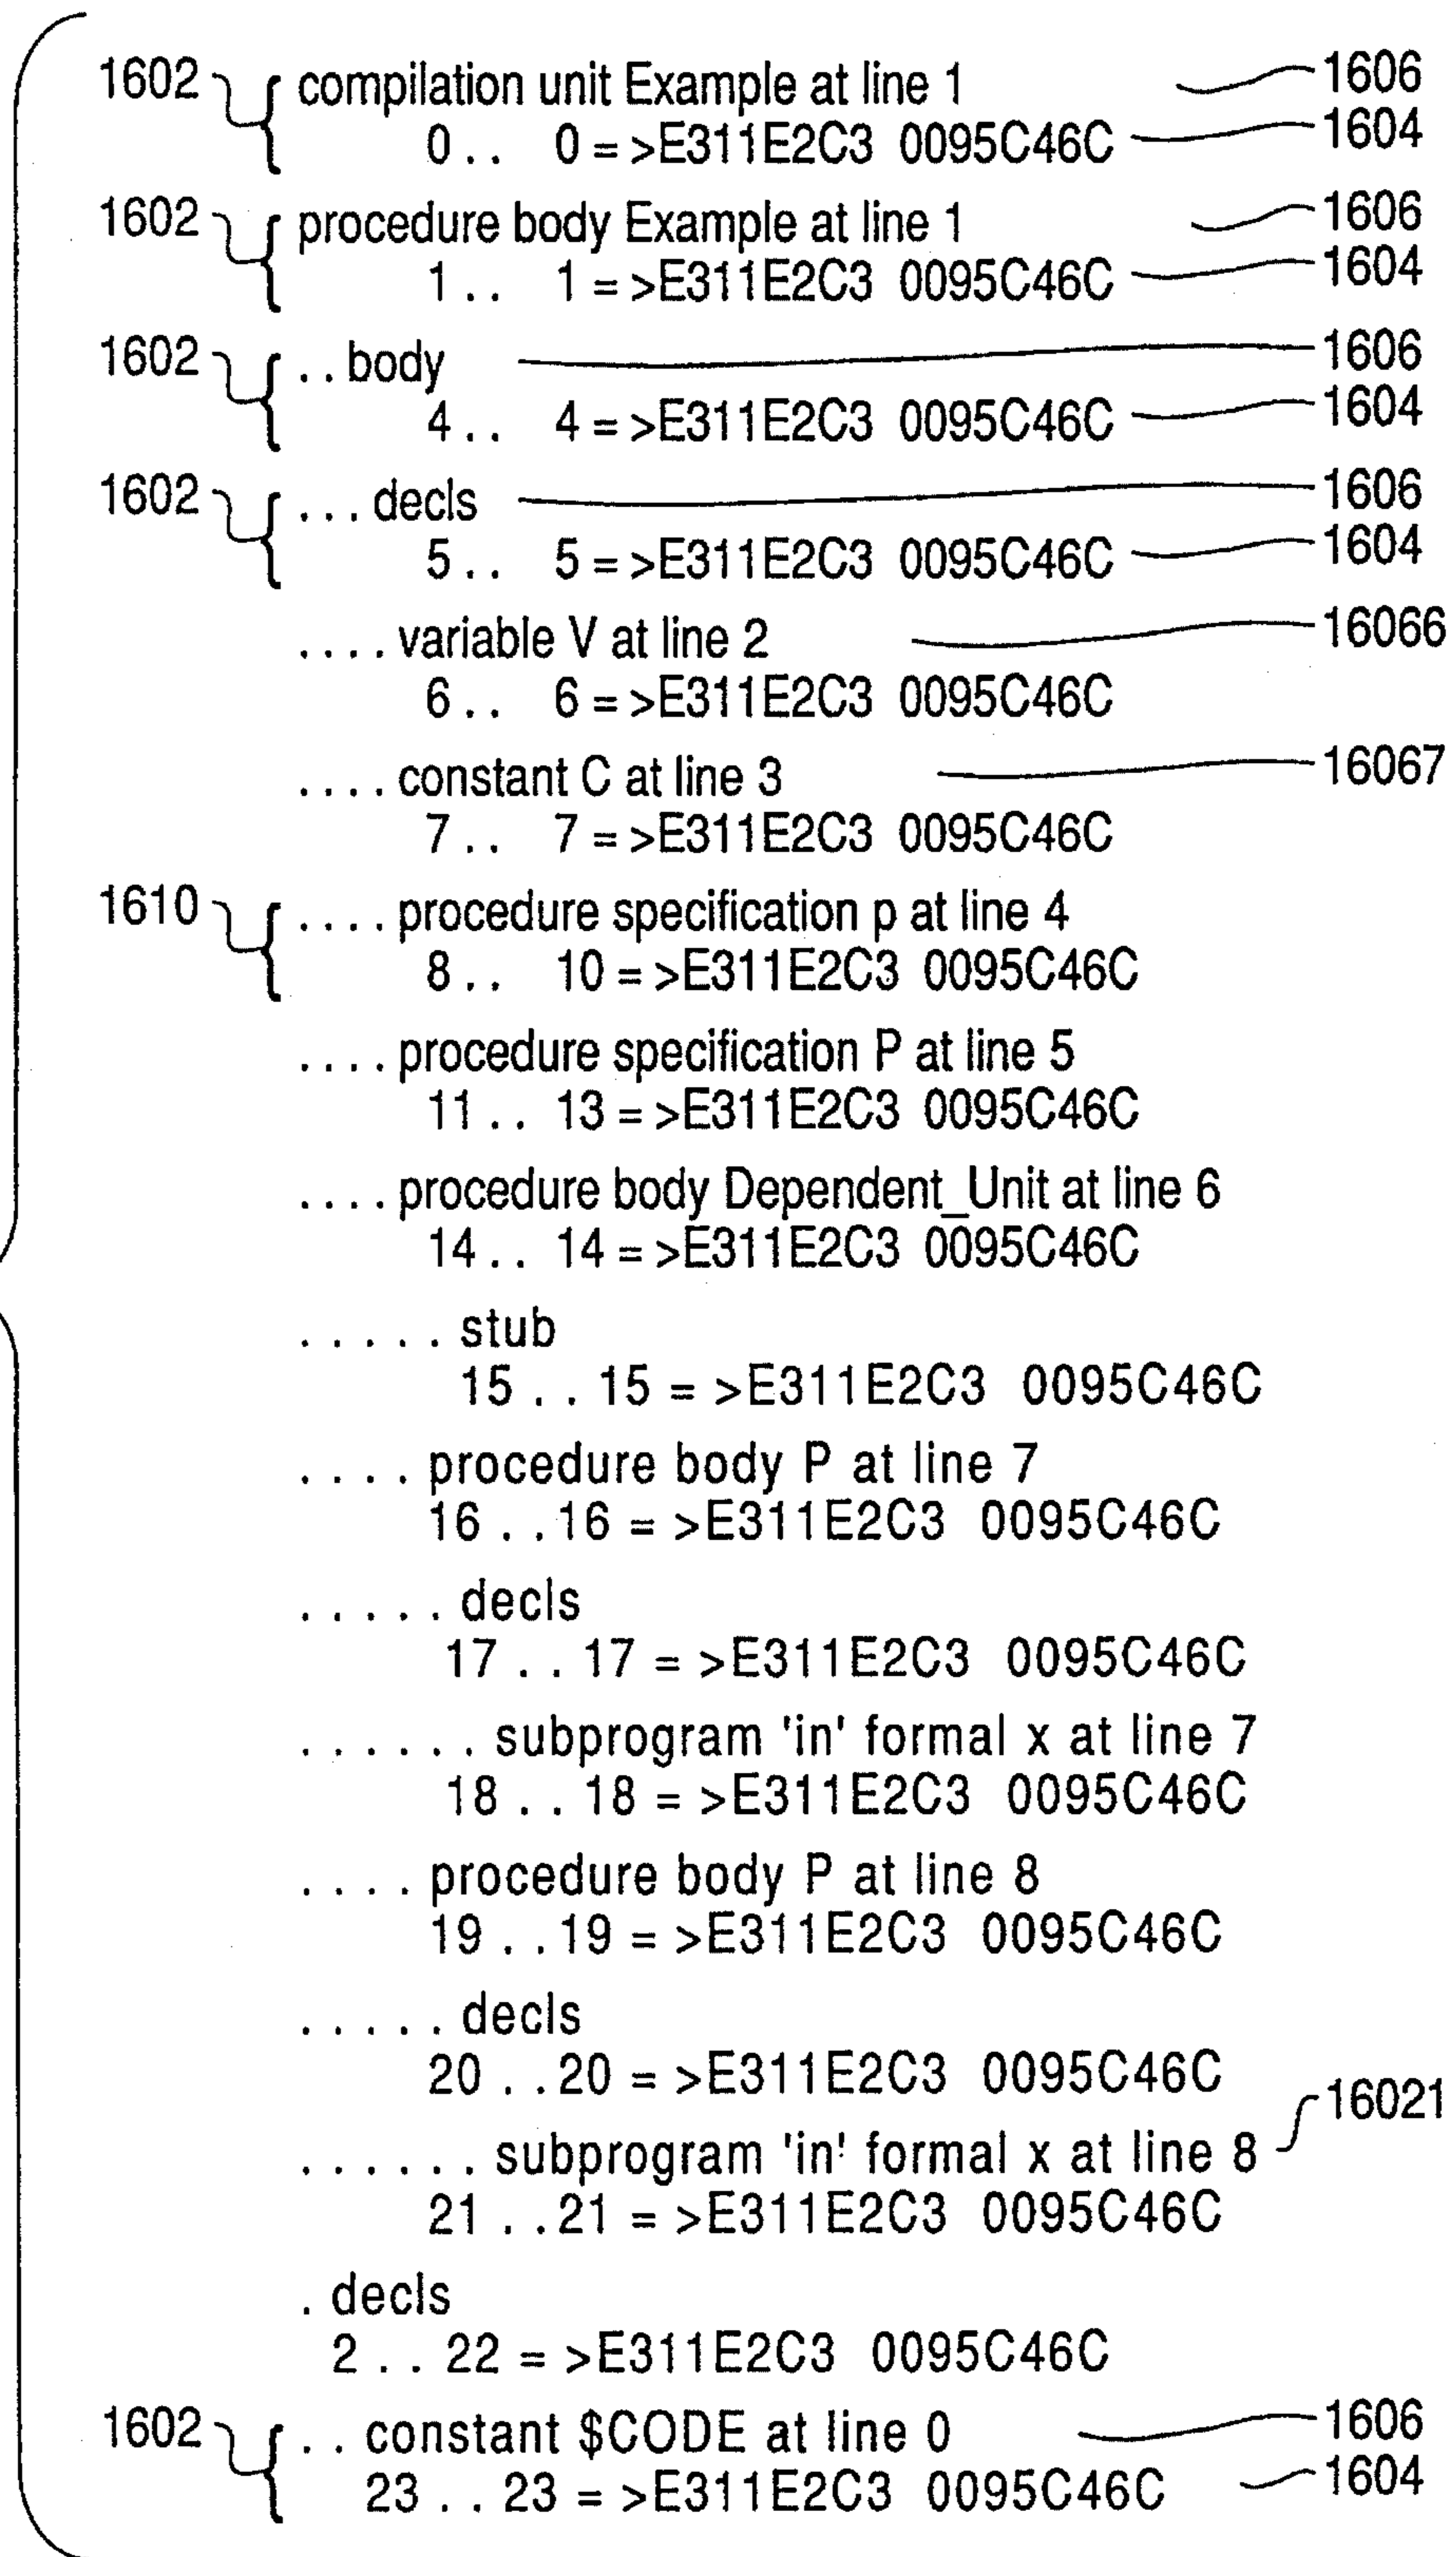 1602 compilation unit Example at line 1 1606
0 . . 0 = >E311E2C3 0095C46C 1604
1602 procedure body Example at line 1 1606
1 . . 1 = >E311E2C3 0095C46C 1604
1602 . . body 1606
4 . . 4 = >E311E2C3 0095C46C 1604
1602 . . . decls 1606
5 . . 5 = >E311E2C3 0095C46C 1604
. . . . variable V at line 2 16066
6 . . 6 = >E311E2C3 0095C46C
. . . . constant C at line 3 16067
7 . . 7 = >E311E2C3 0095C46C
1610 . . . . procedure specification p at line 4
8 . . 10 = >E311E2C3 0095C46C
. . . . procedure specification P at line 5
11 . . 13 = >E311E2C3 0095C46C
. . . . procedure body Dependent_Unit at line 6
14 . . 14 = >E311E2C3 0095C46C
. . . . . stub
15 . . 15 = >E311E2C3 0095C46C
. . . . procedure body P at line 7
16 . . 16 = >E311E2C3 0095C46C
. . . . . decls
17 . . 17 = >E311E2C3 0095C46C
. . . . . . subprogram 'in' formal x at line 7
18 . . 18 = >E311E2C3 0095C46C
. . . . procedure body P at line 8
19 . . 19 = >E311E2C3 0095C46C
. . . . . decls
20 . . 20 = >E311E2C3 0095C46C
16021
. . . . . . subprogram 'in' formal x at line 8
21 . . 21 = >E311E2C3 0095C46C
. decls
2 . . 22 = >E311E2C3 0095C46C
1602 . . constant $CODE at line 0 1606
23 . . 23 = >E311E2C3 0095C46C 1604